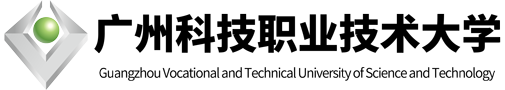 广州科技职业技术大学
Guangzhou Vocational and Technical University of Science and Technology